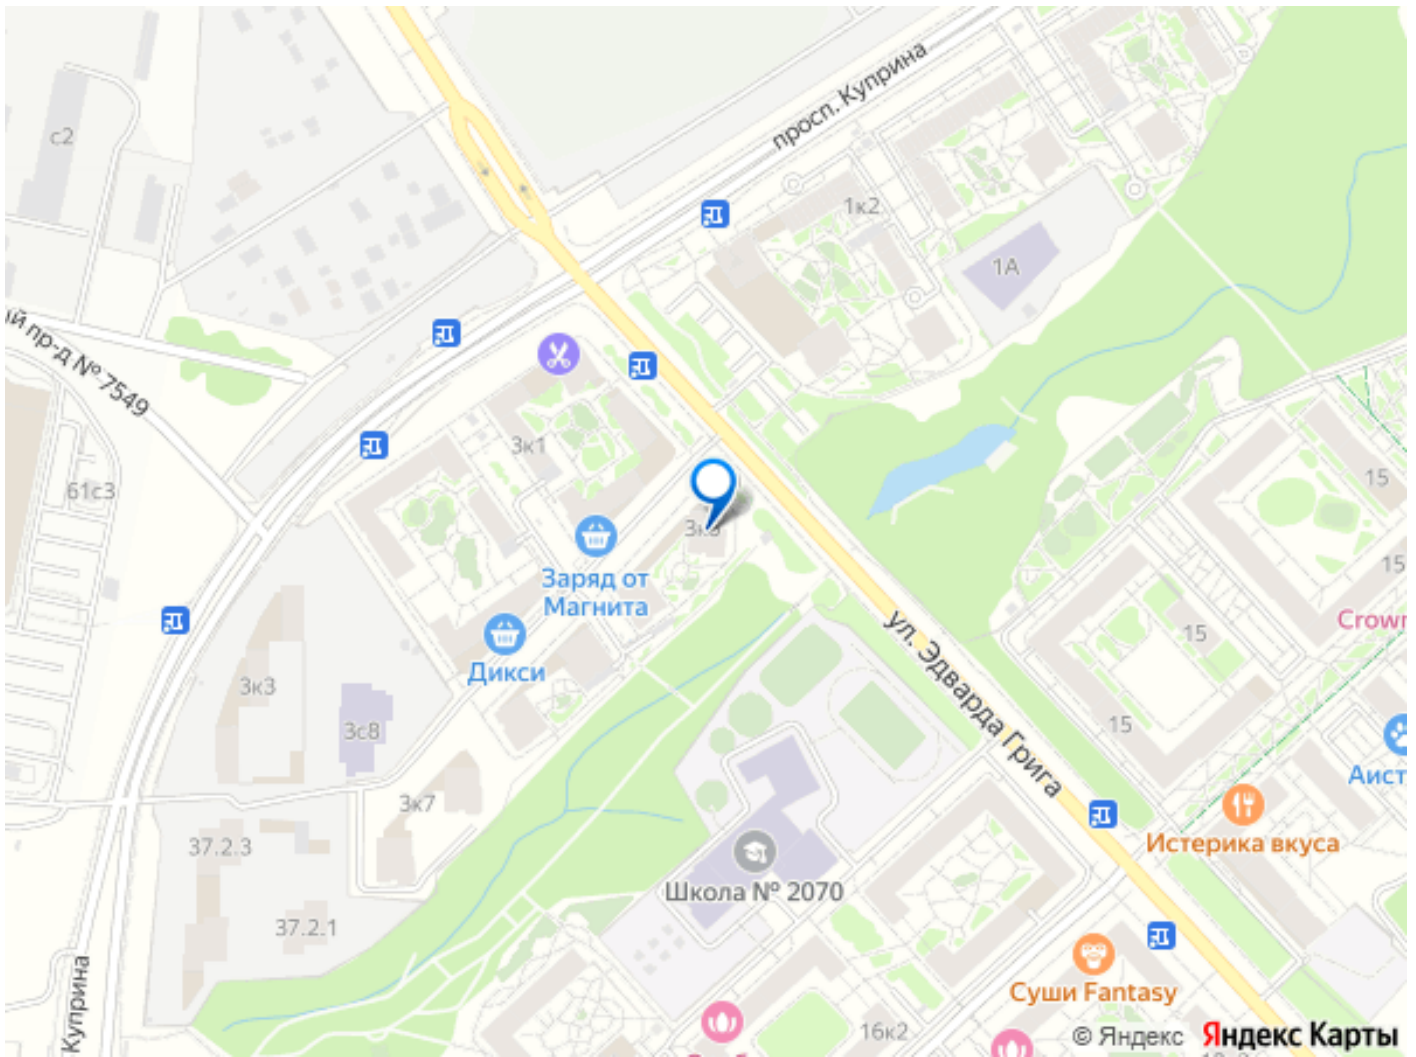 с2
просп. Куприна
1к2
1А
ый пр-д № 7549
3к1
61с3
15
15
Заряд от
Магнита
Дикси
ул. Эдварда Грига
15
Crown
3к3
3с8
15
Аист
3к7
37.2.3
Истерика вкуса
Школа № 2070
37.2.1
Куприна
Суши Fantasy
16к2
© Яндекс Яндекс Карты